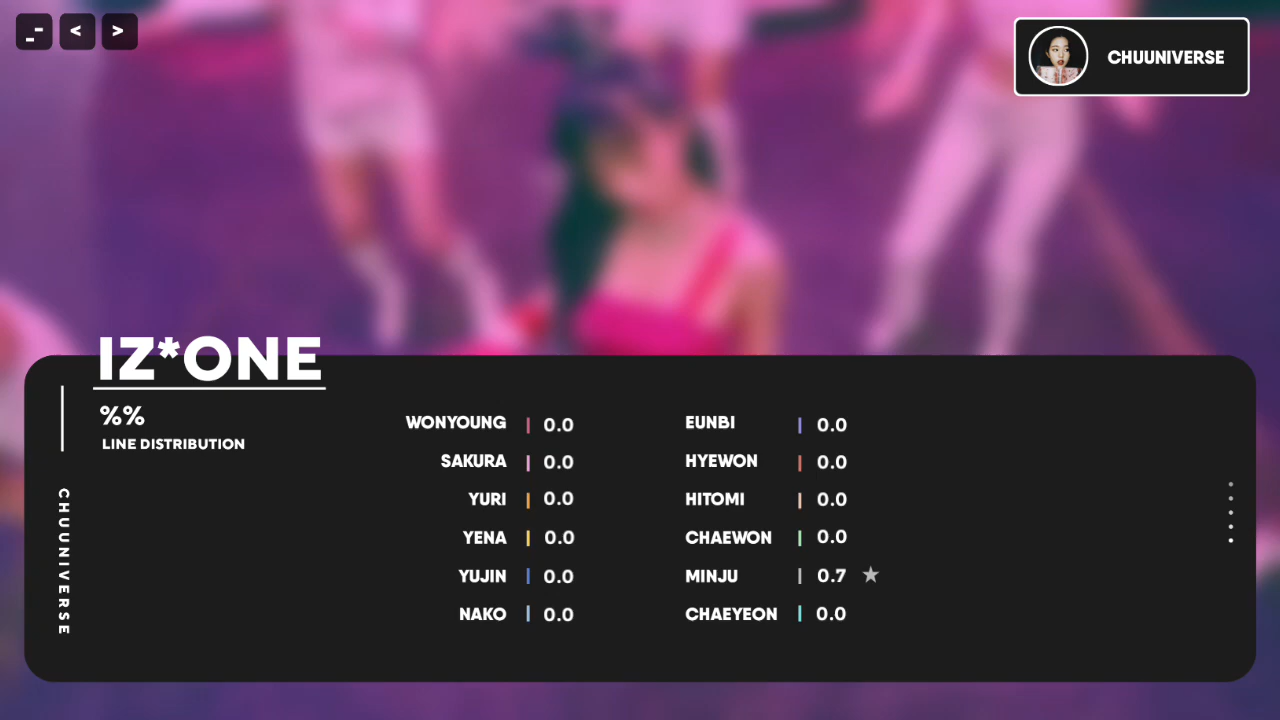 _- < >
CHUUNIVERSE
IZ*ONE
%%
LINE DISTRIBUTION
CHUUNIVERSE
WONYOUNG | 0.0
SAKURA | 0.0
YURI | 0.0
YENA | 0.0
YUJIN | 0.0
NAKO | 0.0
EUNBI | 0.0
HYEWON | 0.0
HITOMI | 0.0
CHAEWON | 0.0
MINJU | 0.7 ★
CHAEYEON | 0.0